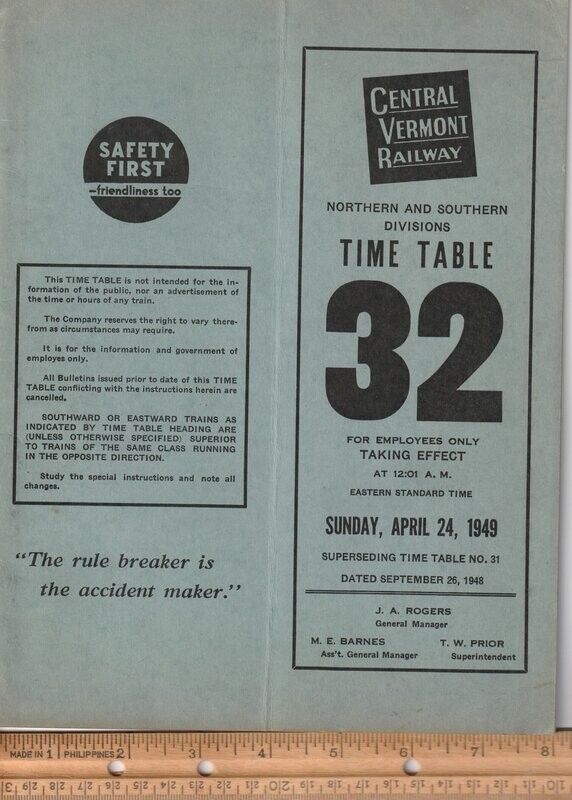 SAFETY
FIRST
—friendliness too
This TIME TABLE is not intended for the in-
formation of the public, nor an advertisement of
the time or hours of any train.
The Company reserves the right to vary there-
from as circumstances may require.
It is for the information and government of
employes only.
All Bulletins issued prior to date of this TIME
TABLE conflicting with the instructions herein are
cancelled.
SOUTHWARD OR EASTWARD TRAINS AS
INDICATED BY TIME TABLE HEADING ARE
(UNLESS OTHERWISE SPECIFIED) SUPERIOR
TO TRAINS OF THE SAME CLASS RUNNING
IN THE OPPOSITE DIRECTION.
Study the special instructions and note all
changes.
"The rule breaker is
the accident maker."
CENTRAL
VERMONT
RAILWAY
NORTHERN AND SOUTHERN
DIVISIONS
TIME TABLE
32
FOR EMPLOYEES ONLY
TAKING EFFECT
AT 12:01 A. M.
EASTERN STANDARD TIME
SUNDAY, APRIL 24, 1949
SUPERSEDING TIME TABLE NO. 31
DATED SEPTEMBER 26, 1948
J. A. ROGERS
General Manager
M. E. BARNES
Ass't. General Manager
T. W. PRIOR
Superintendent
MADE IN 1 PHILIPPINES 2 3 4 5 6 7 8